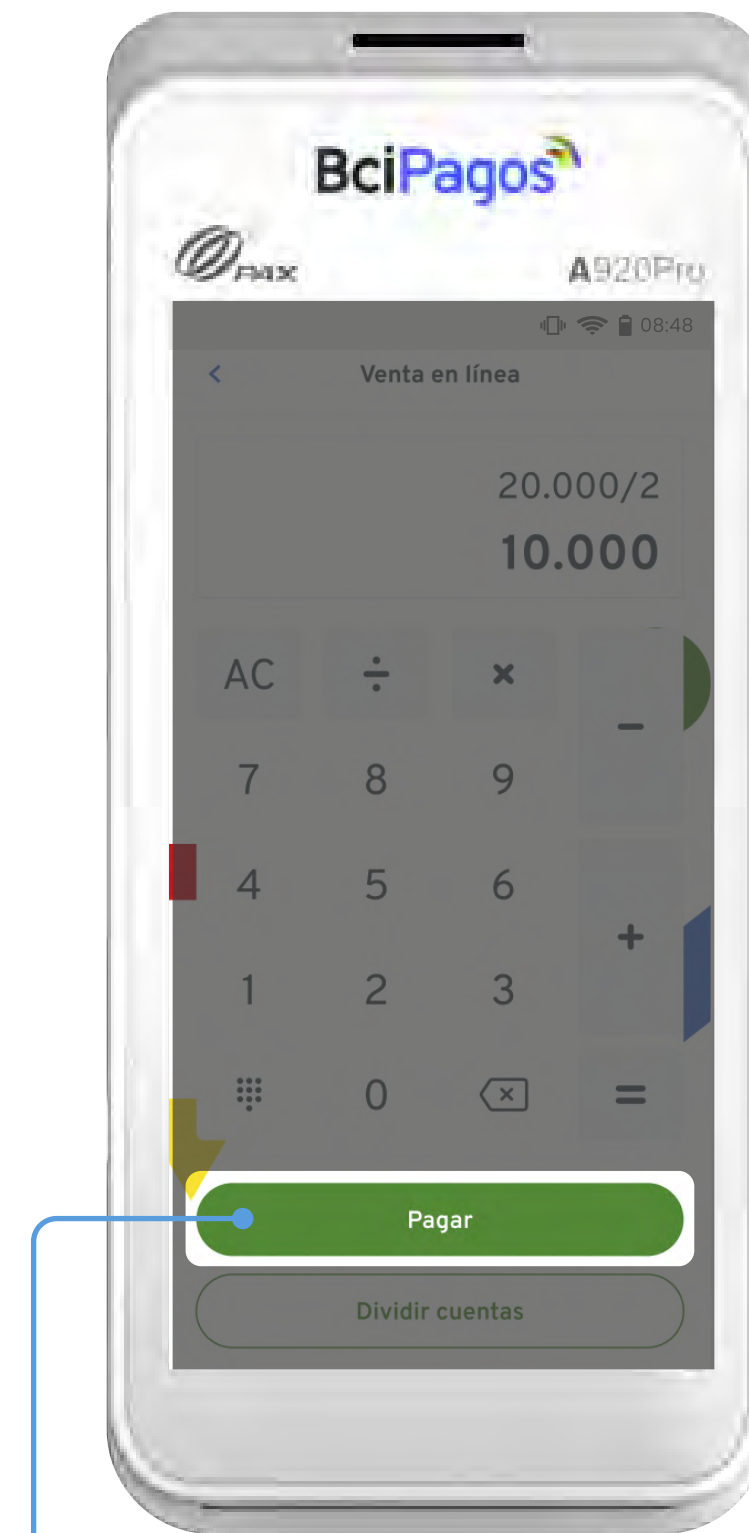 BciPagos
PAX
A920Pro
08:48
Venta en línea
20.000/2
10.000
AC ÷ ×
−
7 8 9
4 5 6
+
1 2 3
0 =
Pagar
Dividir cuentas